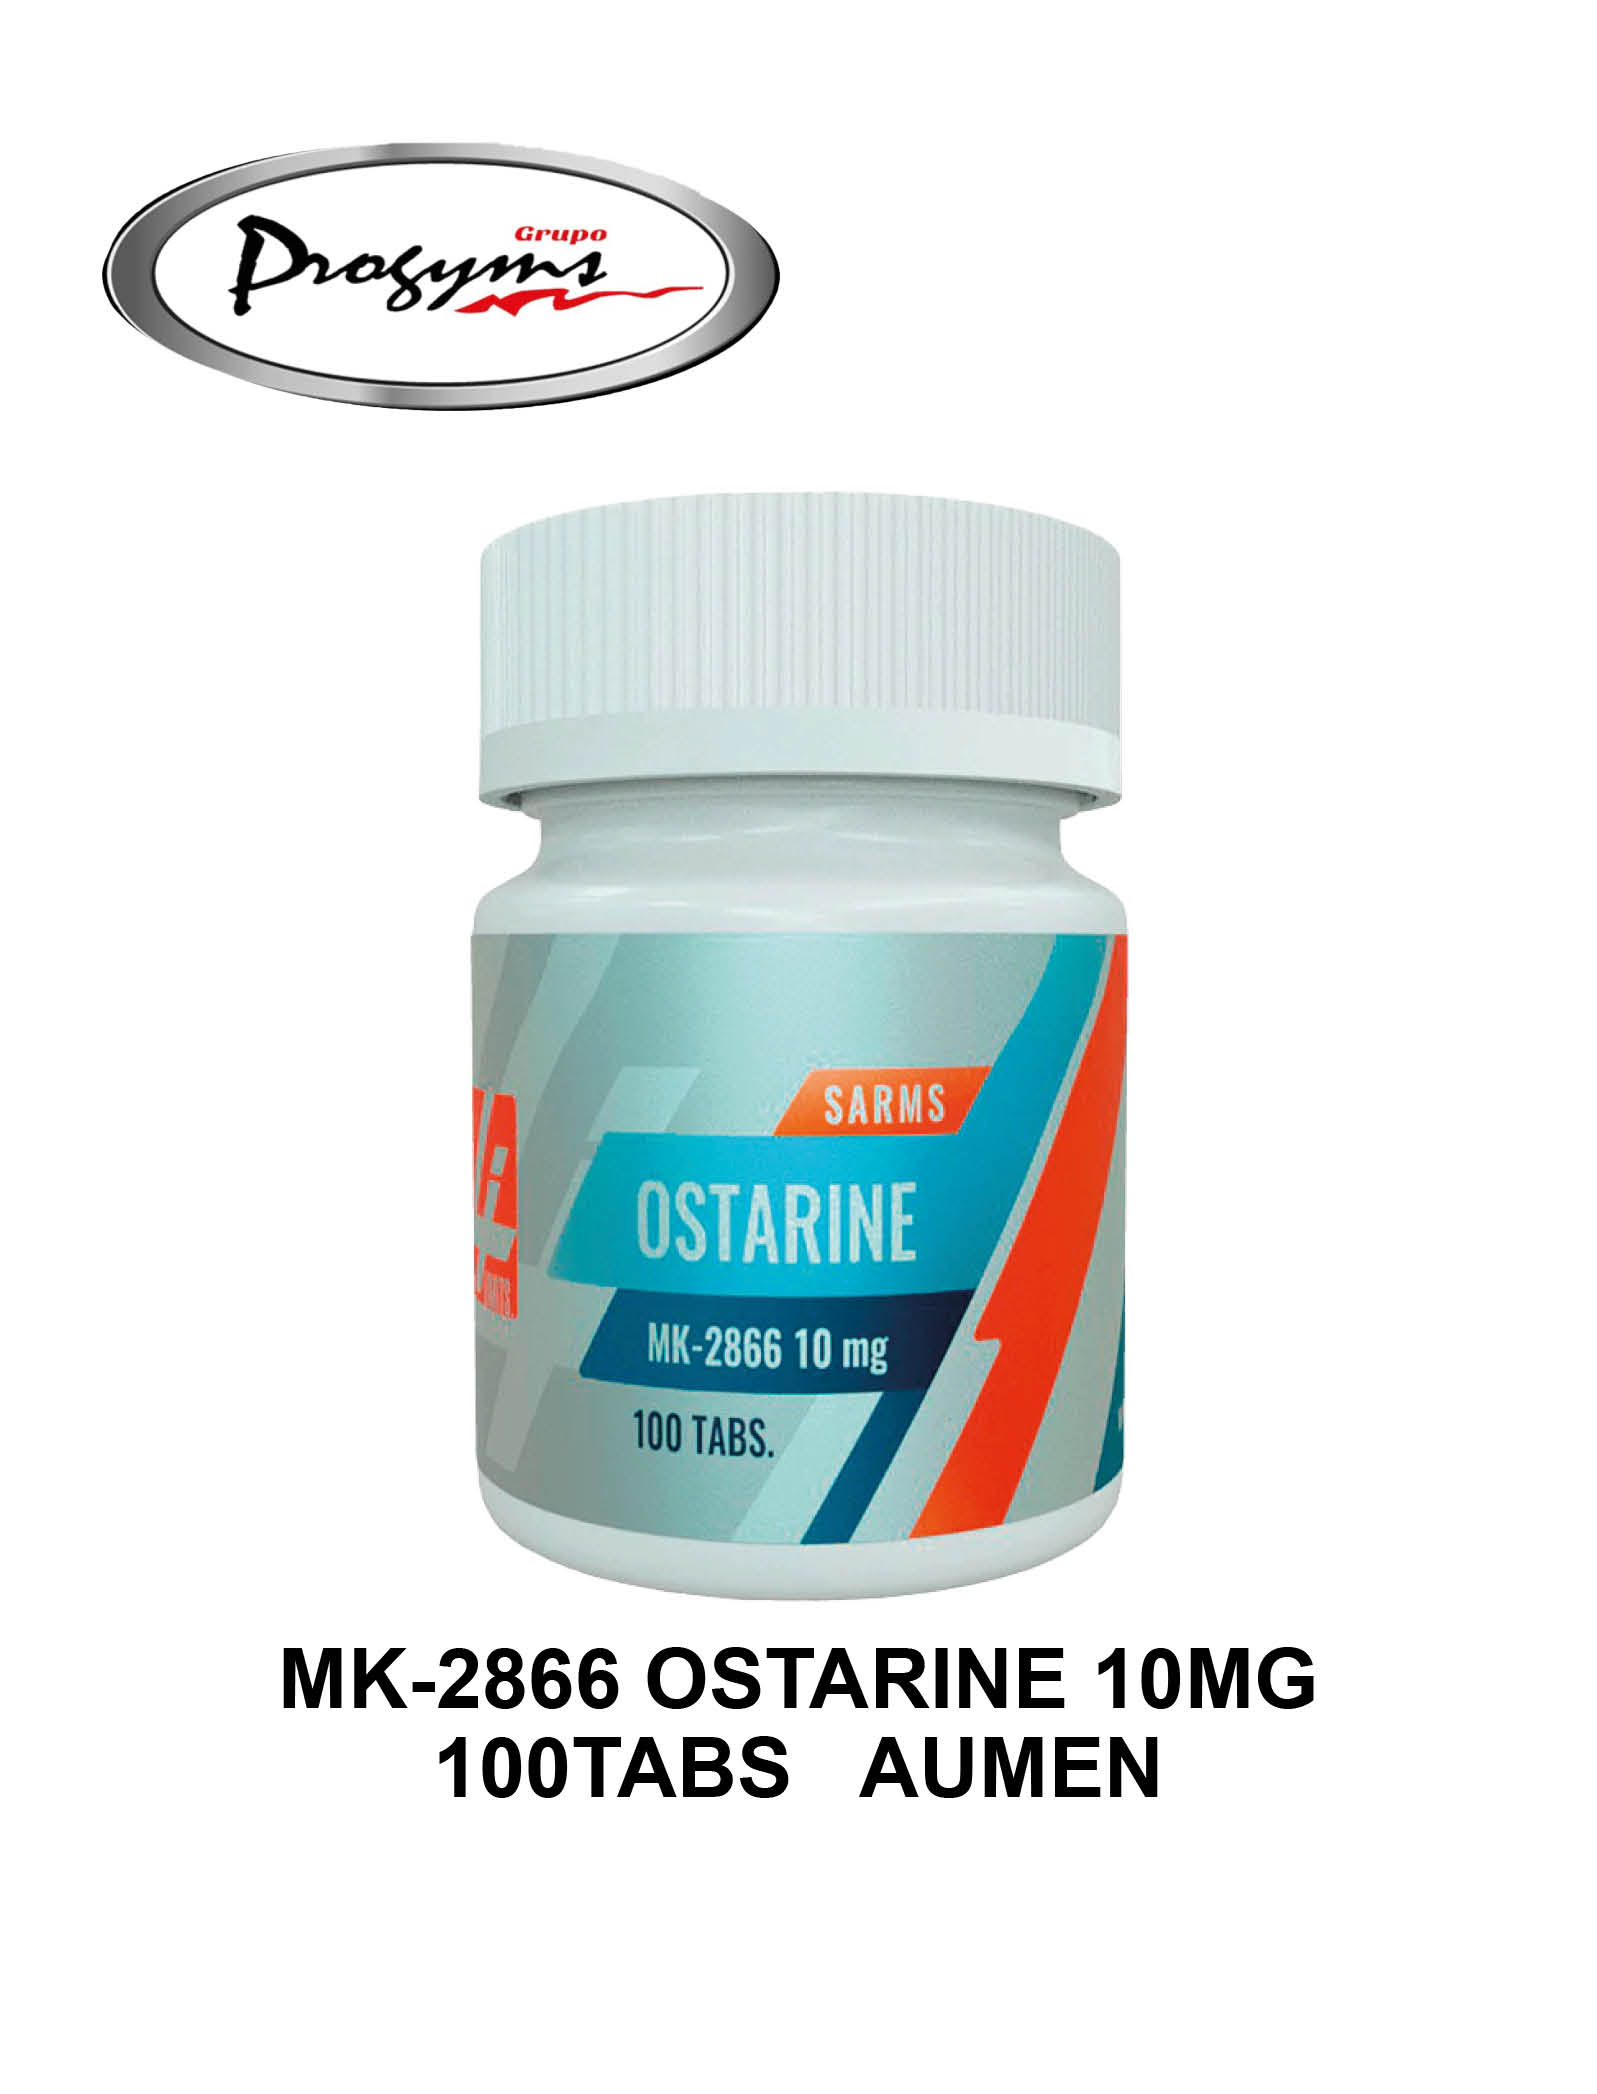 Grupo
Progyms
SARMS
OSTARINE
MK-2866 10 mg
100 TABS.
MK-2866 OSTARINE 10MG
100TABS AUMEN